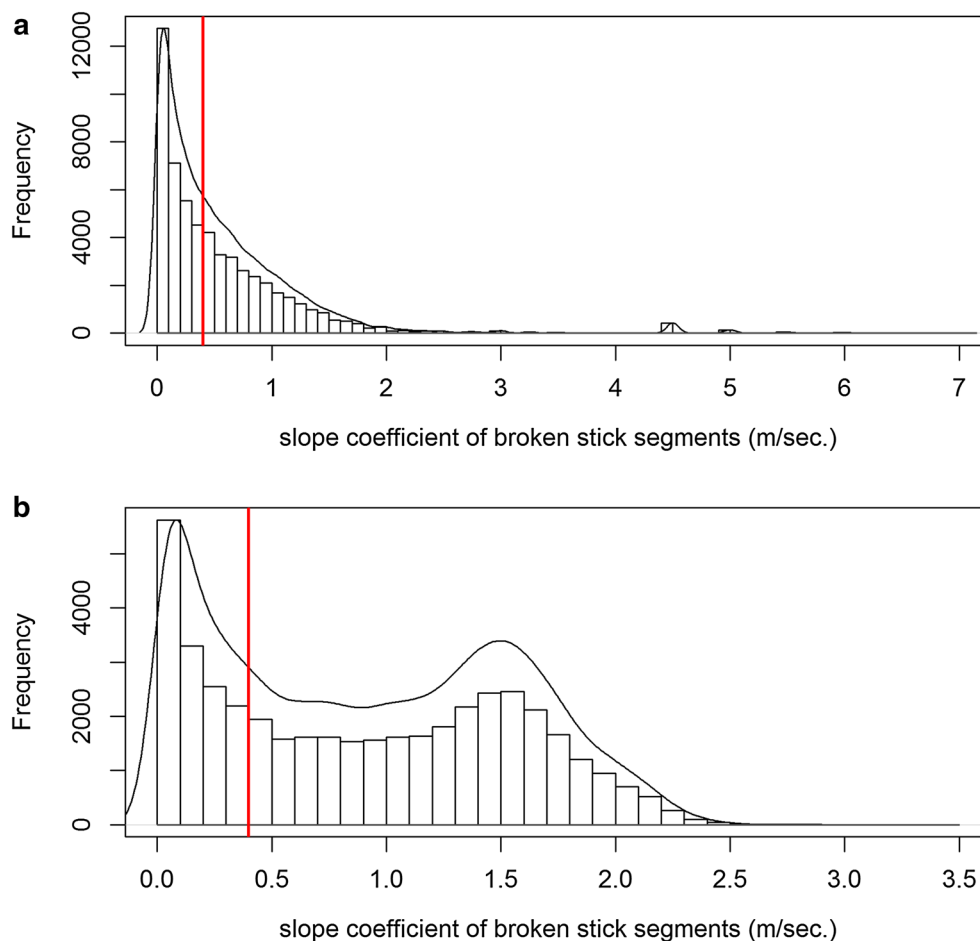 a
12000
8000
4000
0
Frequency
0 1 2 3 4 5 6 7
slope coefficient of broken stick segments (m/sec.)
b
4000
2000
0
Frequency
0.0 0.5 1.0 1.5 2.0 2.5 3.0 3.5
slope coefficient of broken stick segments (m/sec.)